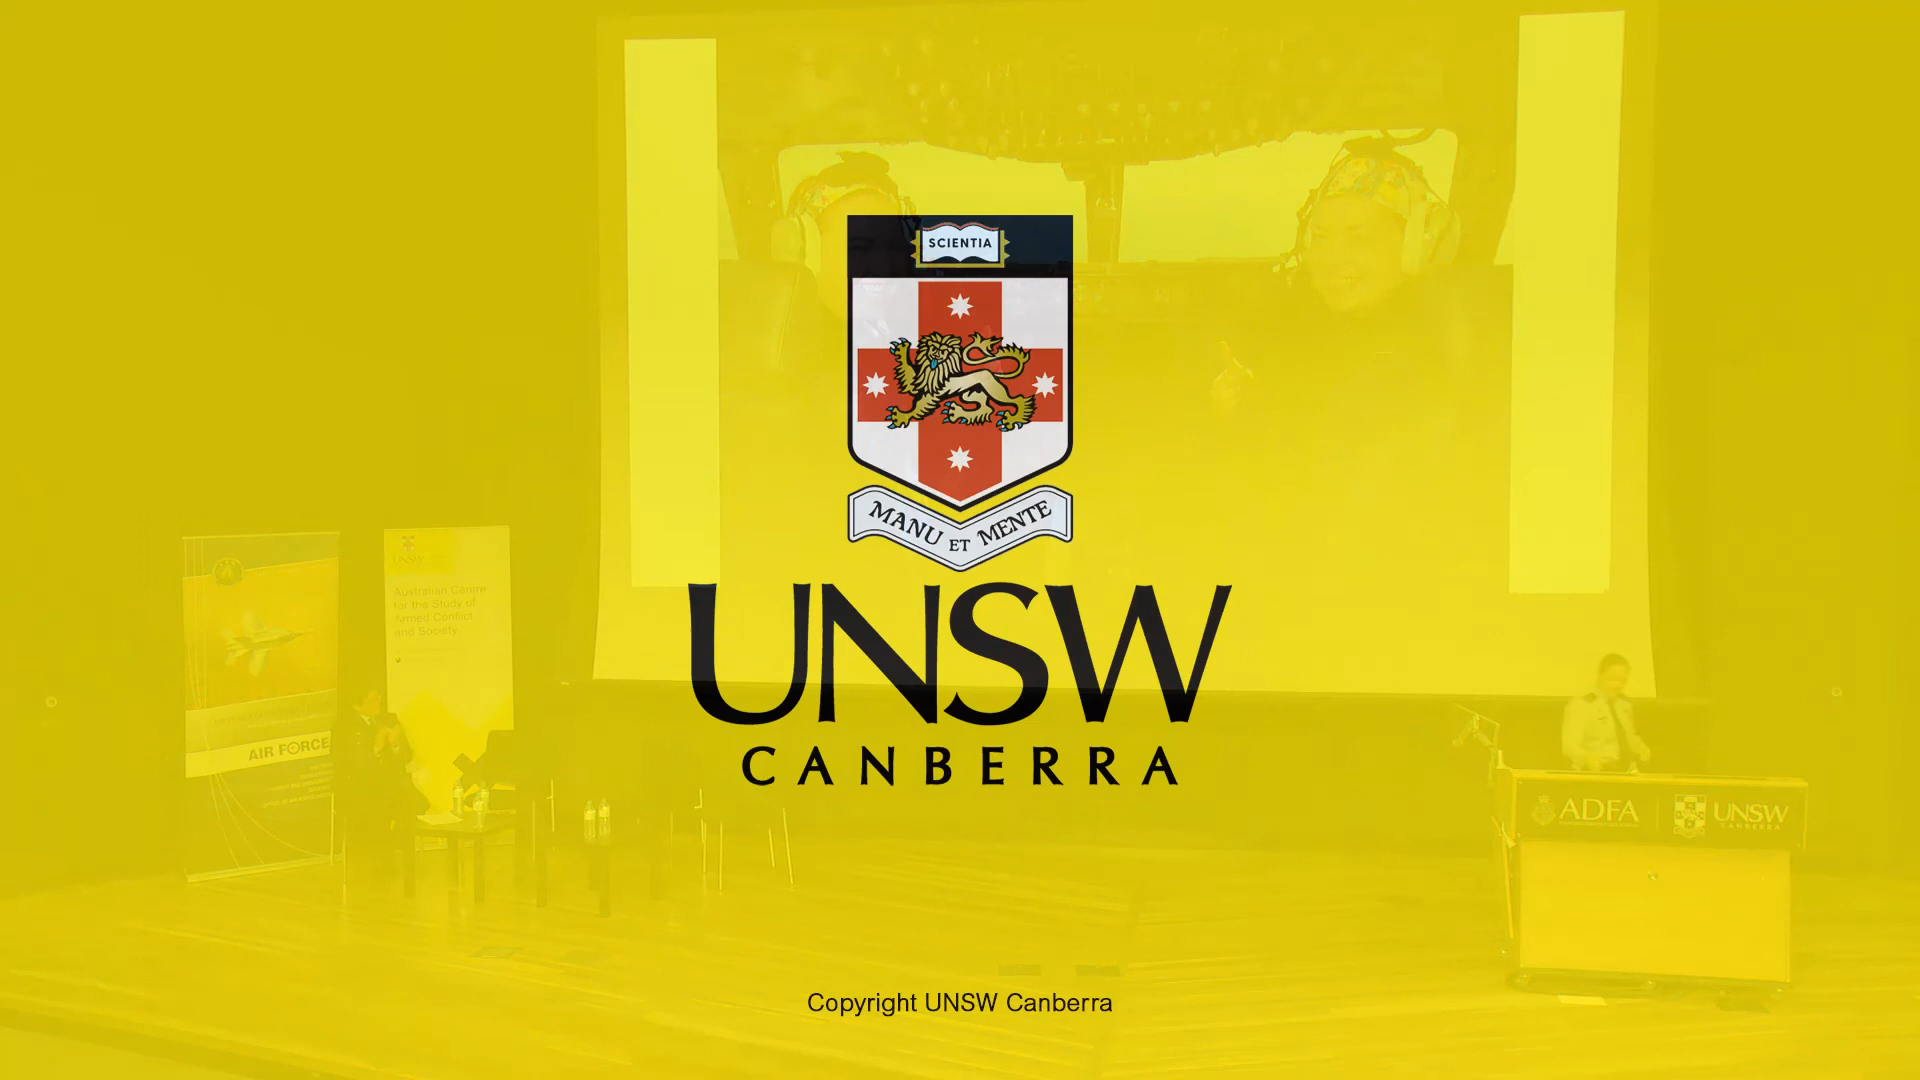 SCIENTIA
MANU ET MENTE
UNSW
CANBERRA
UNSW
Australian Centre
for the Study of
Armed Conflict
and Society
AIR FORCE
ADFA
UNSW
CANBERRA
Copyright UNSW Canberra